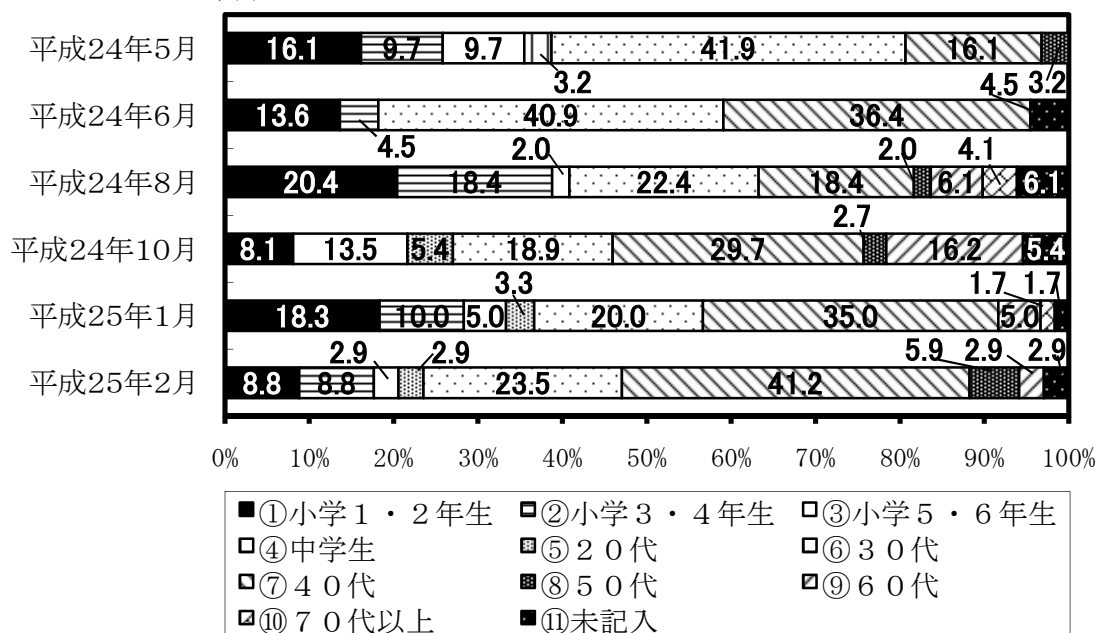 平成24年5月 16.1 9.7 9.7 3.2 41.9 16.1 3.2
平成24年6月 13.6 4.5 40.9 36.4 4.5
平成24年8月 20.4 18.4 2.0 22.4 18.4 2.0 6.1 4.1 6.1
平成24年10月 8.1 13.5 5.4 18.9 29.7 2.7 16.2 5.4
平成25年1月 18.3 10.0 5.0 3.3 20.0 35.0 5.0 1.7 1.7
平成25年2月 8.8 8.8 2.9 2.9 23.5 41.2 5.9 2.9 2.9
0% 10% 20% 30% 40% 50% 60% 70% 80% 90% 100%
①小学１・２年生 ②小学３・４年生 ③小学５・６年生
④中学生 ⑤２０代 ⑥３０代
⑦４０代 ⑧５０代 ⑨６０代
⑩７０代以上 ⑪未記入